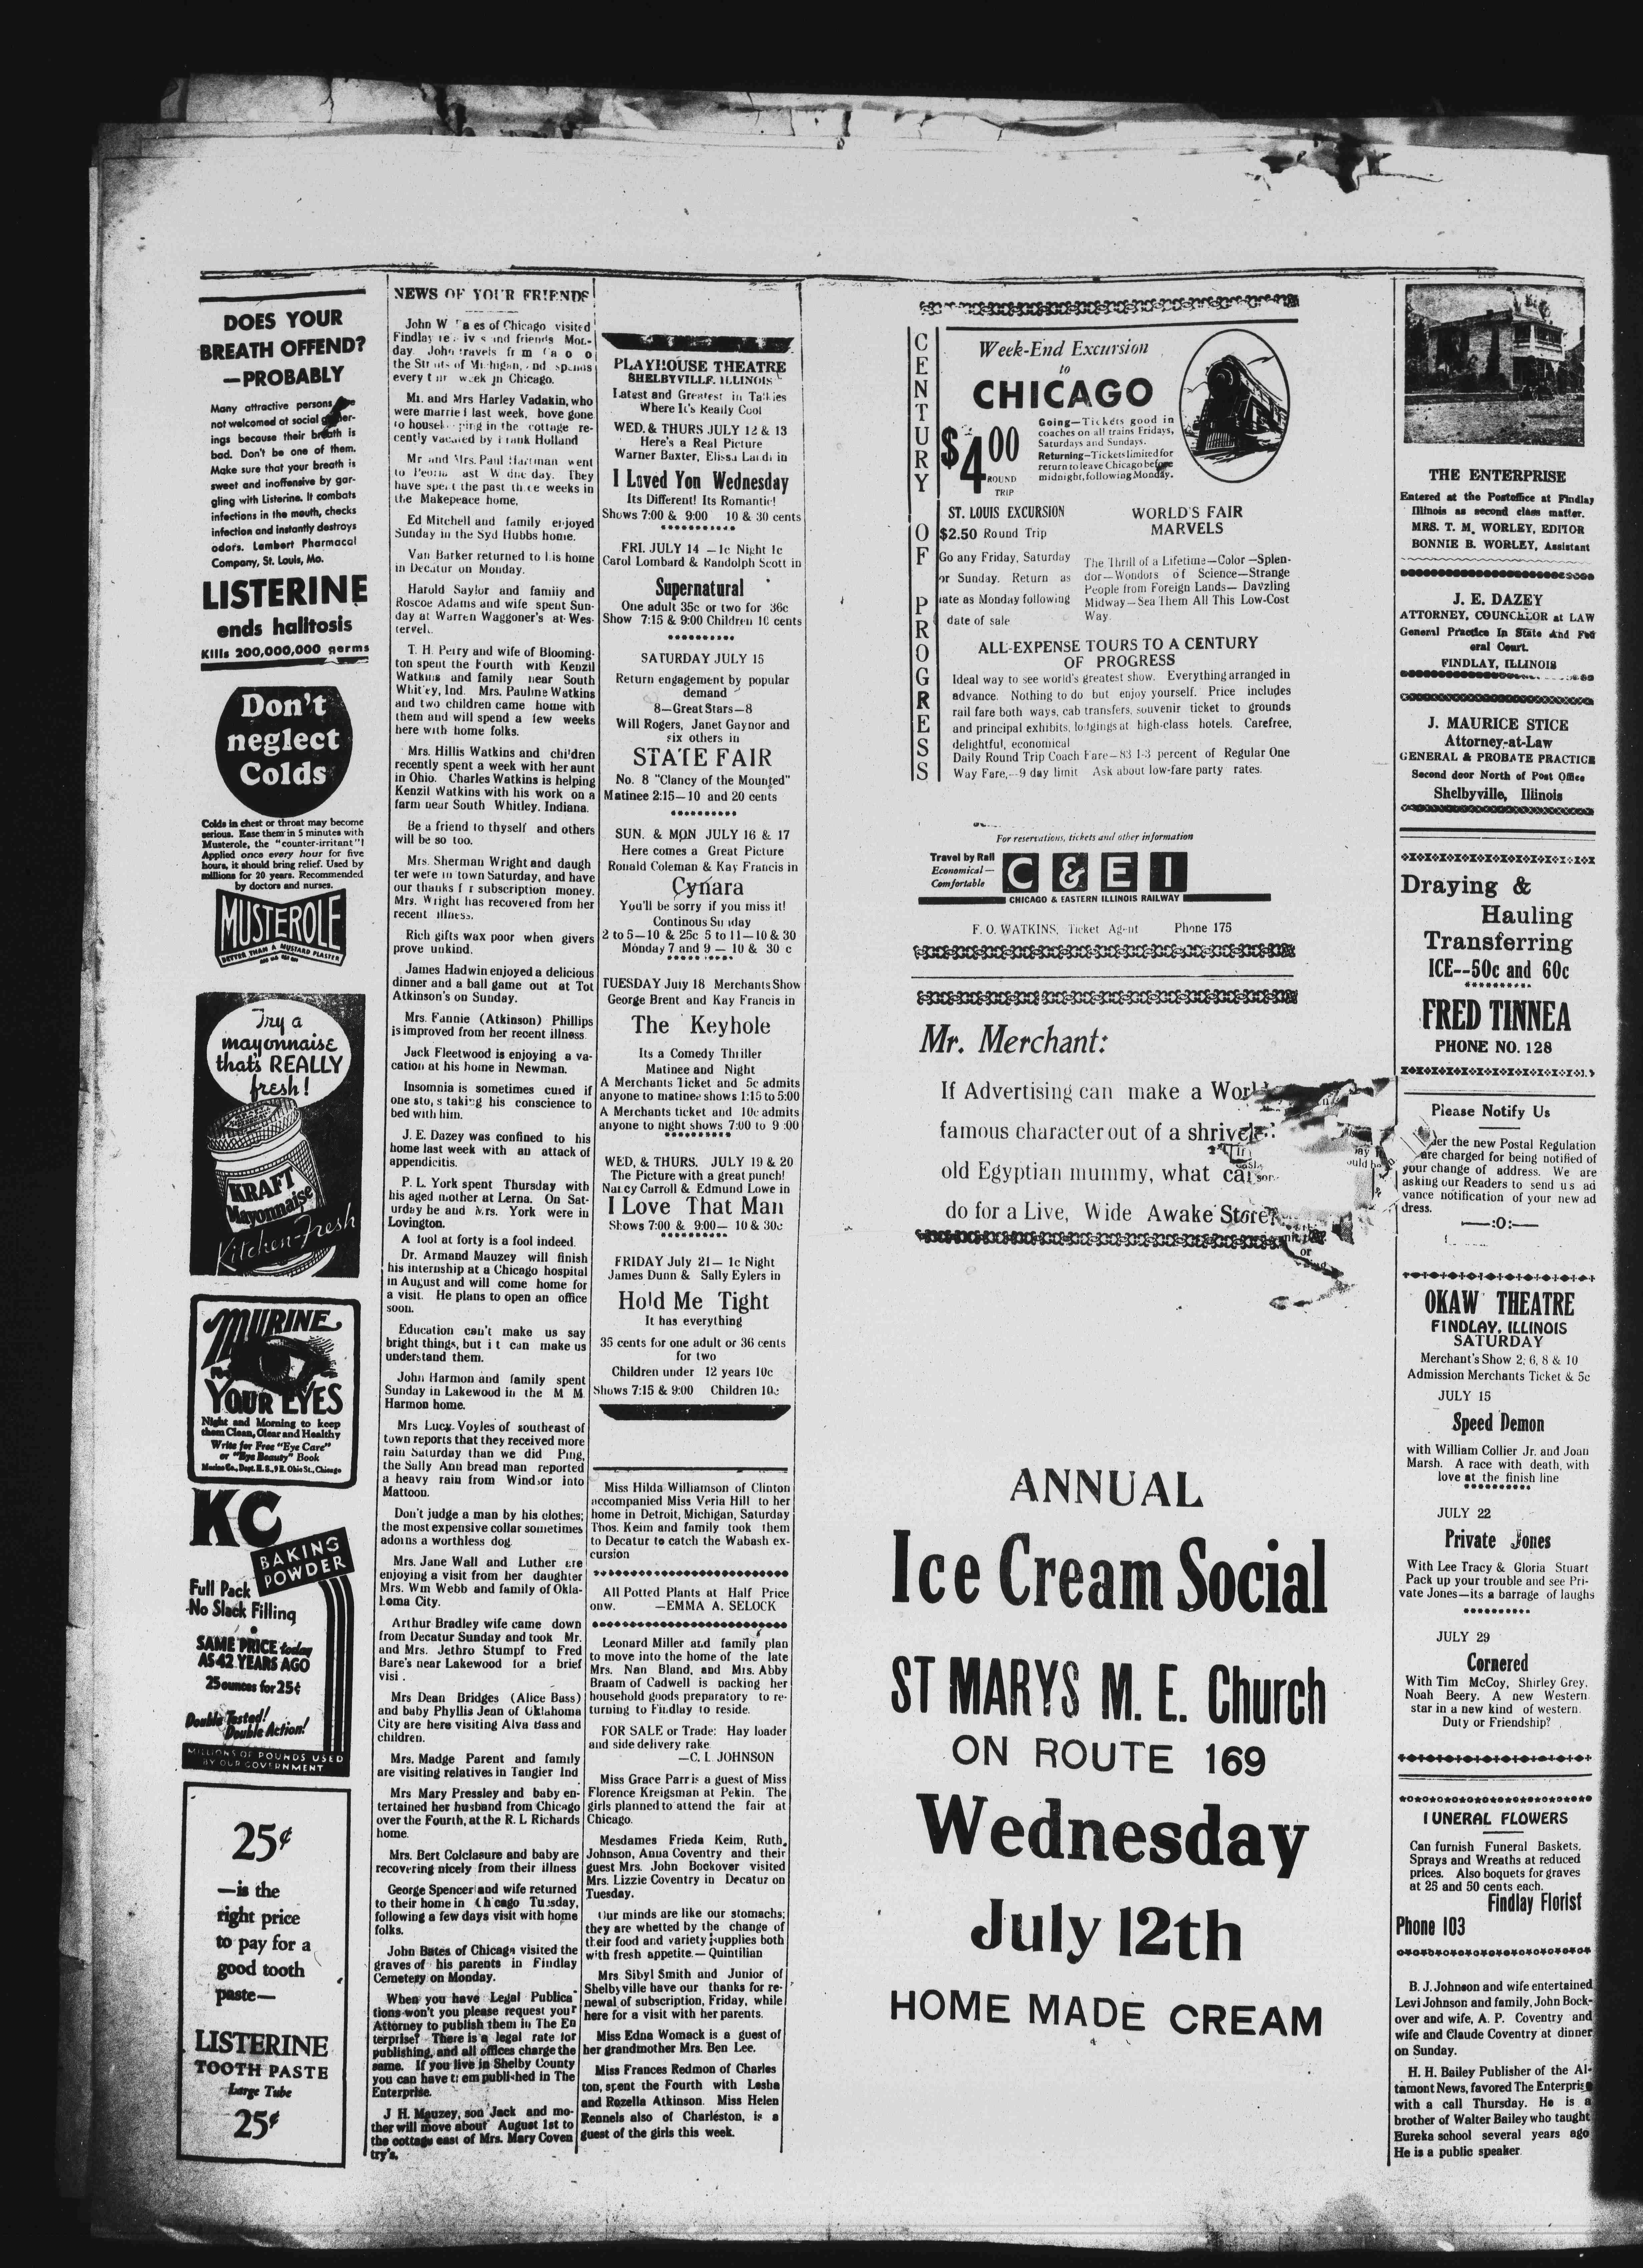 DOES YOUR
BREATH OFFEND?
—PROBABLY
Many attractive persons
not welcomed at social
ings because their breath is
bad. Don't be one of them.
Make sure that your breath is
sweet and inoffensive by gar-
gling with Listerine. It combats
infections in the mouth, checks
infection and instantly destroys
odors. Lambert Pharmacal
Company, St. Louis, Mo.
LISTERINE
ends halitosis
Kills 200,000,000 germs
Don't
neglect
Colds
Colds in chest or throat may become
serious. Ease them in 5 minutes with
Musterole, the "counter-irritant"!
Applied once every hour for five
hours, it should bring relief. Used by
millions for 20 years. Recommended
by doctors and nurses.
MUSTEROLE
BETTER THAN A MUSTARD PLASTER
Try a
mayonnaise
that's REALLY
fresh!
KRAFT
Mayonnaise
Kitchen-Fresh
MURINE
YOUR EYES
Night and Morning to keep
them Clean, Clear and Healthy
Write for Free "Eye Care"
or "Eye Beauty" Book
Murine Co., Dept. H. S., 9 E. Ohio St., Chicago
KC
BAKING
POWDER
Full Pack
No Slack Filling
SAME PRICE today
AS 42 YEARS AGO
25 ounces for 25¢
Double Tested!
Double Action!
MILLIONS OF POUNDS USED
BY OUR GOVERNMENT
25¢
—is the
right price
to pay for a
good tooth
paste—
LISTERINE
TOOTH PASTE
Large Tube
25¢
NEWS OF YOUR FRIENDS
John W of Chicago visited
Findlay and friends Mon-
day. John travels
the Straits of Michigan, and spends
every week in Chicago.
Mr. and Mrs Harley Vadakin, who
were married last week, bove gone
to housekeeping in the cottage re-
cently vacated by Frank Holland
Mr and Mrs. Paul Hartman went
to Peoria last day. They
have spent the past three weeks in
the Makepeace home.
Ed Mitchell and family enjoyed
Sunday in the Syd Hubbs home.
Van Barker returned to his home
in Decatur on Monday.
Harold Saylor and family and
Roscoe Adams and wife spent Sun-
day at Warren Waggoner's at Wes-
tervelt.
T. H. Perry and wife of Blooming-
ton spent the Fourth with Kenzil
Watkins and family near South
Whitley, Ind. Mrs. Pauline Watkins
and two children came home with
them and will spend a few weeks
here with home folks.
Mrs. Hillis Watkins and children
recently spent a week with her aunt
in Ohio. Charles Watkins is helping
Kenzil Watkins with his work on a
farm near South Whitley, Indiana.
Be a friend to thyself and others
will be so too.
Mrs. Sherman Wright and daugh
ter were in town Saturday, and have
our thanks f r subscription money.
Mrs. Wright has recovered from her
recent illness.
Rich gifts wax poor when givers
prove unkind.
James Hadwin enjoyed a delicious
dinner and a ball game out at Tot
Atkinson's on Sunday.
Mrs. Fannie (Atkinson) Phillips
is improved from her recent illness.
Jack Fleetwood is enjoying a va-
cation at his home in Newman.
Insomnia is sometimes cured if
one stops taking his conscience to
bed with him.
J. E. Dazey was confined to his
home last week with an attack of
appendicitis.
P. L. York spent Thursday with
his aged mother at Lerna. On Sat-
urday he and Mrs. York were in
Lovington.
A fool at forty is a fool indeed.
Dr. Armand Mauzey will finish
his internship at a Chicago hospital
in August and will come home for
a visit. He plans to open an office
soon.
Education can't make us say
bright things, but it can make us
understand them.
John Harmon and family spent
Sunday in Lakewood in the M M
Harmon home.
Mrs Lucy Voyles of southeast of
town reports that they received more
rain Saturday than we did Ping,
the Sally Ann bread man reported
a heavy rain from Windsor into
Mattoon.
Don't judge a man by his clothes;
the most expensive collar sometimes
adorns a worthless dog.
Mrs. Jane Wall and Luther are
enjoying a visit from her daughter
Mrs. Wm Webb and family of Okla-
homa City.
Arthur Bradley wife came down
from Decatur Sunday and took Mr.
and Mrs. Jethro Stumpf to Fred
Bare's near Lakewood for a brief
visi .
Mrs Dean Bridges (Alice Bass)
and baby Phyllis Jean of Oklahoma
City are here visiting Alva Bass and
children.
Mrs. Madge Parent and family
are visiting relatives in Tangier Ind
Mrs Mary Pressley and baby en-
tertained her husband from Chicago
over the Fourth, at the R. L Richards
home.
Mrs. Bert Colclasure and baby are
recovering nicely from their illness
George Spencer and wife returned
to their home in Chicago Tuesday,
following a few days visit with home
folks.
John Bates of Chicago visited the
graves of his parents in Findlay
Cemetery on Monday.
When you have Legal Publica
tions won't you please request your
Attorney to publish them in The En
terprise? There is a legal rate for
publishing, and all offices charge the
same. If you live in Shelby County
you can have them published in The
Enterprise.
J H. Mauzey, son Jack and mo-
ther will move about August 1st to
the cottage east of Mrs. Mary Coven
try's.
PLAYHOUSE THEATRE
SHELBYVILLE, ILLINOIS
Latest and Greatest in Talkies
Where It's Really Cool
WED. & THURS JULY 12 & 13
Here's a Real Picture
Warner Baxter, Elissa Landi in
I Loved Yon Wednesday
Its Different! Its Romantic!
Shows 7:00 & 9:00 10 & 30 cents
FRI. JULY 14 —1c Night 1c
Carol Lombard & Randolph Scott in
Supernatural
One adult 35c or two for 36c
Show 7:15 & 9:00 Children 10 cents
SATURDAY JULY 15
Return engagement by popular
demand
8—Great Stars—8
Will Rogers, Janet Gaynor and
six others in
STATE FAIR
No. 8 "Clancy of the Mounted"
Matinee 2:15—10 and 20 cents
SUN. & MON JULY 16 & 17
Here comes a Great Picture
Ronald Coleman & Kay Francis in
Cynara
You'll be sorry if you miss it!
Continous Sunday
2 to 5—10 & 25c 5 to 11—10 & 30
Monday 7 and 9 — 10 & 30 c
TUESDAY July 18 Merchants Show
George Brent and Kay Francis in
The Keyhole
Its a Comedy Thriller
Matinee and Night
A Merchants Ticket and 5c admits
anyone to matinee shows 1:15 to 5:00
A Merchants ticket and 10c admits
anyone to night shows 7:00 to 9:00
WED, & THURS. JULY 19 & 20
The Picture with a great punch!
Nancy Carroll & Edmund Lowe in
I Love That Man
Shows 7:00 & 9:00— 10 & 30c
FRIDAY July 21— 1c Night
James Dunn & Sally Eylers in
Hold Me Tight
It has everything
35 cents for one adult or 36 cents
for two
Children under 12 years 10c
Shows 7:15 & 9:00 Children 10c
Miss Hilda Williamson of Clinton
accompanied Miss Veria Hill to her
home in Detroit, Michigan, Saturday
Thos. Keim and family took them
to Decatur to catch the Wabash ex-
cursion
All Potted Plants at Half Price
onw. —EMMA A. SELOCK
Leonard Miller and family plan
to move into the home of the late
Mrs. Nan Bland, and Mrs. Abby
Bruam of Cadwell is packing her
household goods preparatory to re-
turning to Findlay to reside.
FOR SALE or Trade: Hay loader
and side delivery rake.
—C. I. JOHNSON
Miss Grace Parr is a guest of Miss
Florence Kreigsman at Pekin. The
girls planned to attend the fair at
Chicago.
Mesdames Frieda Keim, Ruth
Johnson, Anna Coventry and their
guest Mrs. John Bockover visited
Mrs. Lizzie Coventry in Decatur on
Tuesday.
Our minds are like our stomachs;
they are whetted by the change of
their food and variety supplies both
with fresh appetite.— Quintilian
Mrs Sibyl Smith and Junior of
Shelbyville have our thanks for re-
newal of subscription, Friday, while
here for a visit with her parents.
Miss Edna Womack is a guest of
her grandmother Mrs. Ben Lee.
Miss Frances Redmon of Charles
ton, spent the Fourth with Lesha
and Rozella Atkinson. Miss Helen
Rennels also of Charleston, is a
guest of the girls this week.
CENTURY OF PROGRESS
Week-End Excursion
to
CHICAGO
$4.00
ROUND
TRIP
Going—Tickets good in
coaches on all trains Fridays,
Saturdays and Sundays.
Returning—Tickets limited for
rerurn to leave Chicago before
midnight, following Monday.
ST. LOUIS EXCURSION
$2.50 Round Trip
Go any Friday, Saturday
or Sunday. Return as
late as Monday following
date of sale
WORLD'S FAIR
MARVELS
The Thrill of a Lifetime—Color—Splen-
dor—Wondors of Science—Strange
People from Foreign Lands— Davzling
Midway—Sea Them All This Low-Cost
Way.
ALL-EXPENSE TOURS TO A CENTURY
OF PROGRESS
Ideal way to see world's greatest show. Everything arranged in
advance. Nothing to do but enjoy yourself. Price includes
rail fare both ways, cab transfers, souvenir ticket to grounds
and principal exhibits, lodgings at high-class hotels. Carefree,
delightful, economical
Daily Round Trip Coach Fare—83 1-3 percent of Regular One
Way Fare,—9 day limit Ask about low-fare party rates.
For reservations, tickets and other information
Travel by Rail
Economical—
Comfortable
C & E I
CHICAGO & EASTERN ILLINOIS RAILWAY
F. O. WATKINS, Ticket Agent Phone 175
Mr. Merchant:
If Advertising can make a
famous character out of a
old Egyptian mummy, what
do for a Live, Wide Awake Store?
ANNUAL
Ice Cream Social
ST MARYS M. E. Church
ON ROUTE 169
Wednesday
July 12th
HOME MADE CREAM
THE ENTERPRISE
Entered at the Postoffice at Findlay
Illinois as second class matter.
MRS. T. M. WORLEY, EDITOR
BONNIE B. WORLEY, Assistant
J. E. DAZEY
ATTORNEY, COUNCELOR at LAW
General Practice In State And Fed
eral Court.
FINDLAY, ILLINOIS
J. MAURICE STICE
Attorney-at-Law
GENERAL & PROBATE PRACTICE
Second door North of Post Office
Shelbyville, Illinois
Draying &
Hauling
Transferring
ICE--50c and 60c
FRED TINNEA
PHONE NO. 128
Please Notify Us
the new Postal Regulation
are charged for being notified of
your change of address. We are
asking our Readers to send us ad
vance notification of your new ad
dress.
—:O:—
OKAW THEATRE
FINDLAY, ILLINOIS
SATURDAY
Merchant's Show 2; 6, 8 & 10
Admission Merchants Ticket & 5c
JULY 15
Speed Demon
with William Collier Jr. and Joan
Marsh. A race with death, with
love at the finish line
JULY 22
Private Jones
With Lee Tracy & Gloria Stuart
Pack up your trouble and see Pri-
vate Jones—its a barrage of laughs
JULY 29
Cornered
With Tim McCoy, Shirley Grey,
Noah Beery. A new Western
star in a new kind of western.
Duty or Friendship?
FUNERAL FLOWERS
Can furnish Funeral Baskets,
Sprays and Wreaths at reduced
prices. Also boquets for graves
at 25 and 50 cents each.
Findlay Florist
Phone 103
B. J. Johnson and wife entertained
Levi Johnson and family, John Bock-
over and wife, A. P. Coventry and
wife and Claude Coventry at dinner
on Sunday.
H. H. Bailey Publisher of the Al-
tamont News, favored The Enterprise
with a call Thursday. He is a
brother of Walter Bailey who taught
Eureka school several years ago
He is a public speaker.